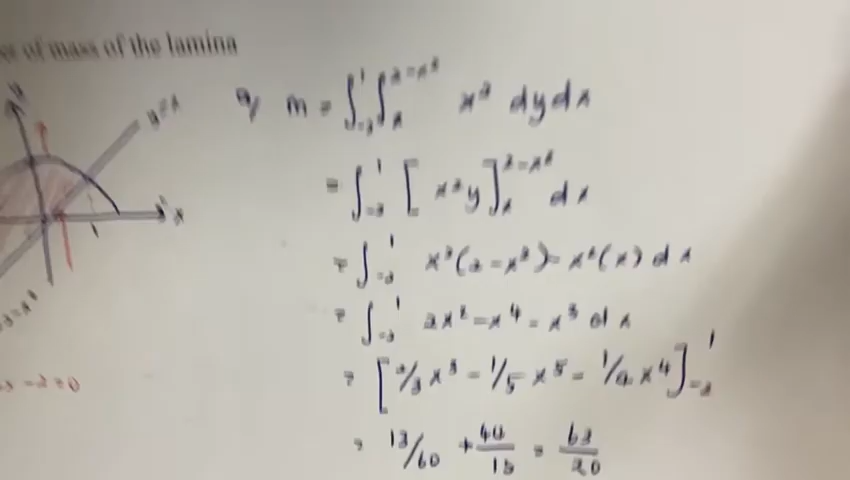 of mass of the lamina
y=x
a/ m = ∫₋₂¹ ∫ₓ^{2-x²} x² dy dx
= ∫₋₂¹ [x²y]ₓ^{2-x²} dx
x
= ∫₋₂¹ x²(2-x²) - x²(x) dx
= ∫₋₂¹ 2x² - x⁴ - x³ dx
= [2/3 x³ - 1/5 x⁵ - 1/4 x⁴]₋₂¹
= 13/60 + 44/15 = 63/20